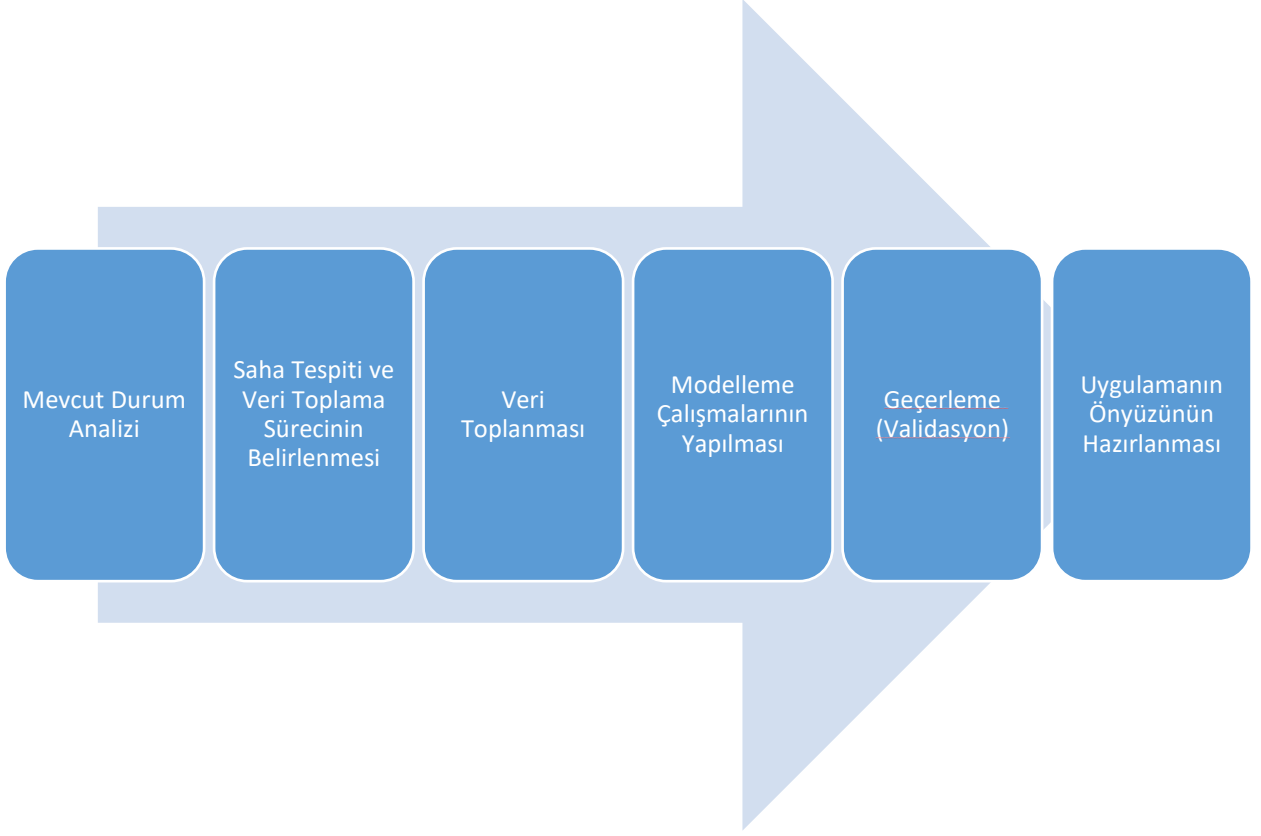 Mevcut Durum
Analizi
Saha Tespiti ve
Veri Toplama
Sürecinin
Belirlenmesi
Veri
Toplanması
Modelleme
Çalışmalarının
Yapılması
Geçerleme
(Validasyon)
Uygulamanın
Önyüzünün
Hazırlanması